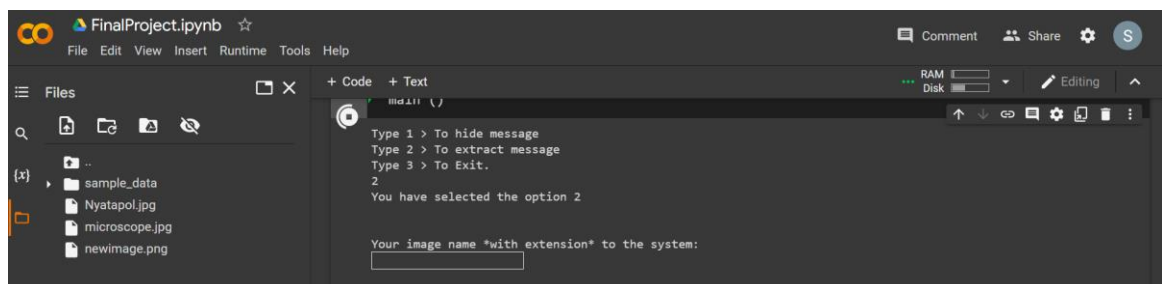 FinalProject.ipynb
File Edit View Insert Runtime Tools Help
Comment Share S
Files
+ Code + Text
RAM
Disk
Editing
main ()
{x}
..
sample_data
Nyatapol.jpg
microscope.jpg
newimage.png
Type 1 > To hide message
Type 2 > To extract message
Type 3 > To Exit.
2
You have selected the option 2
Your image name *with extension* to the system: